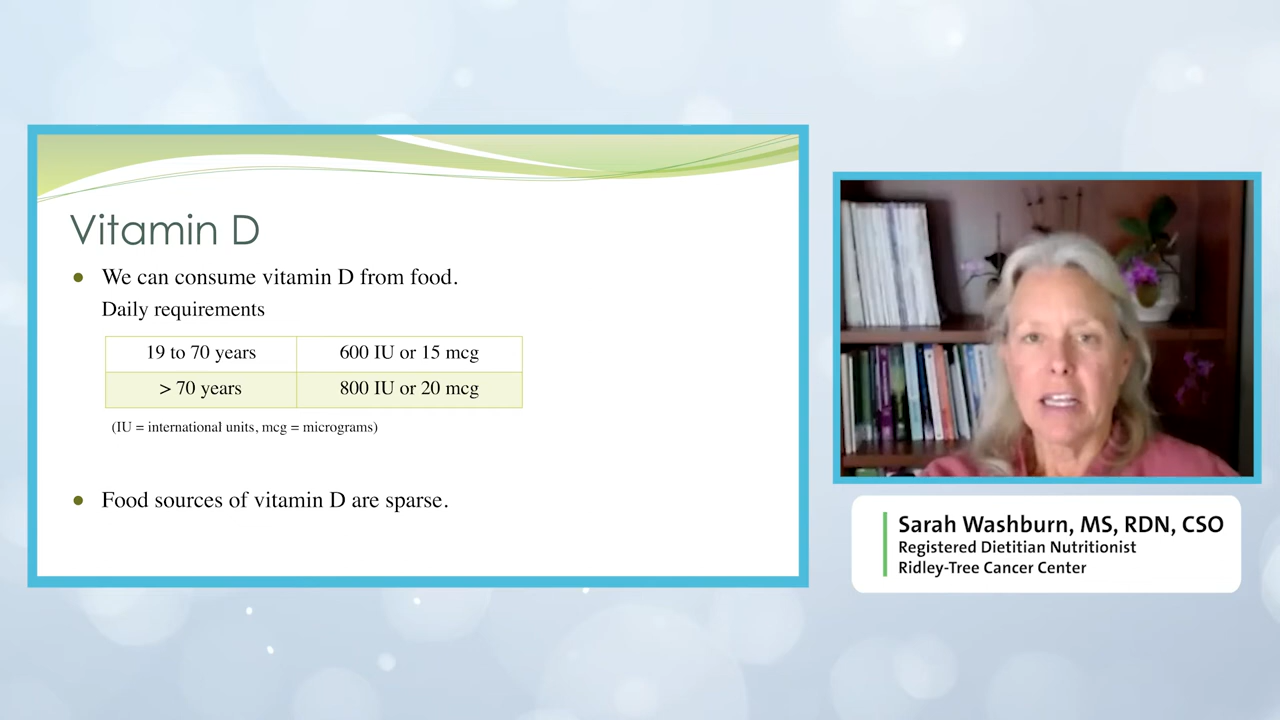 Vitamin D
● We can consume vitamin D from food.
Daily requirements
19 to 70 years 600 IU or 15 mcg
> 70 years 800 IU or 20 mcg
(IU = international units, mcg = micrograms)
● Food sources of vitamin D are sparse.
Sarah Washburn, MS, RDN, CSO
Registered Dietitian Nutritionist
Ridley-Tree Cancer Center